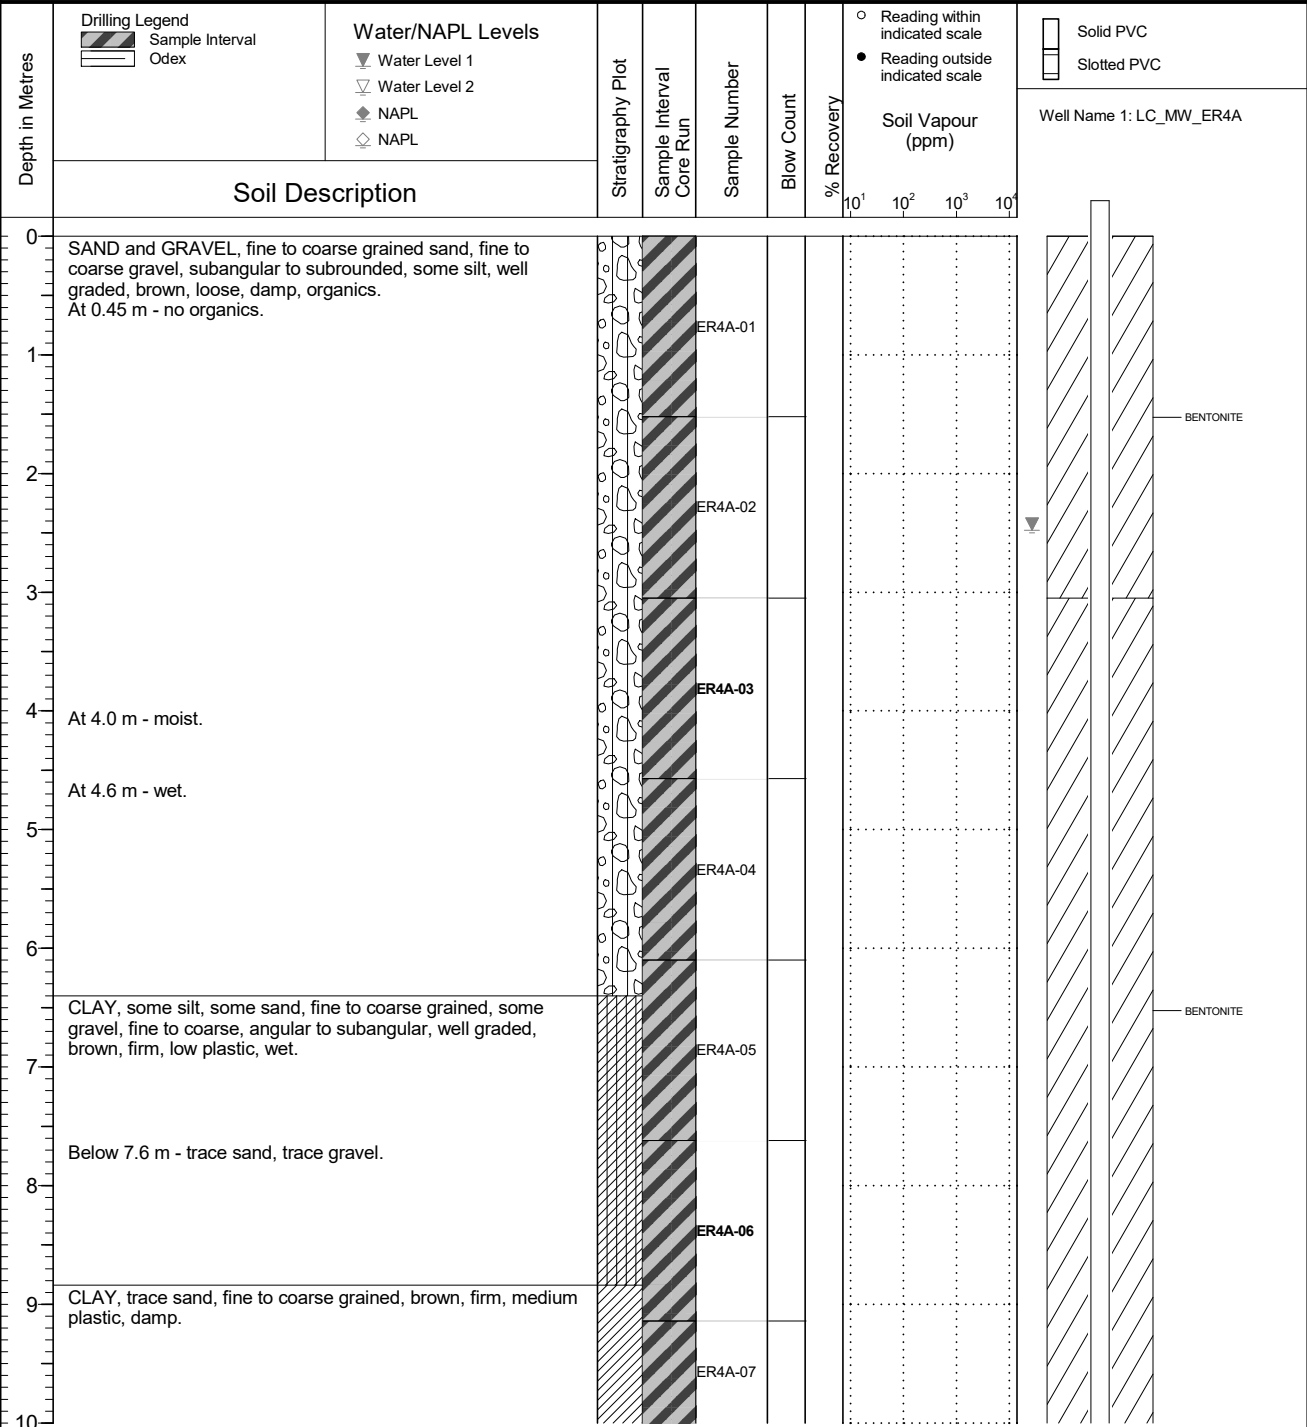 Drilling Legend
Sample Interval
Odex
Water/NAPL Levels
Water Level 1
Water Level 2
NAPL
NAPL
Depth in Metres
Soil Description
Stratigraphy Plot
Sample Interval
Core Run
Sample Number
Blow Count
% Recovery
Reading within
indicated scale
Reading outside
indicated scale
Soil Vapour
(ppm)
10¹ 10² 10³ 10⁴
Solid PVC
Slotted PVC
Well Name 1: LC_MW_ER4A
0
SAND and GRAVEL, fine to coarse grained sand, fine to
coarse gravel, subangular to subrounded, some silt, well
graded, brown, loose, damp, organics.
At 0.45 m - no organics.
ER4A-01
1
BENTONITE
2
ER4A-02
3
ER4A-03
4
At 4.0 m - moist.
At 4.6 m - wet.
5
ER4A-04
6
CLAY, some silt, some sand, fine to coarse grained, some
gravel, fine to coarse, angular to subangular, well graded,
brown, firm, low plastic, wet.
BENTONITE
ER4A-05
7
Below 7.6 m - trace sand, trace gravel.
8
ER4A-06
9
CLAY, trace sand, fine to coarse grained, brown, firm, medium
plastic, damp.
ER4A-07
10